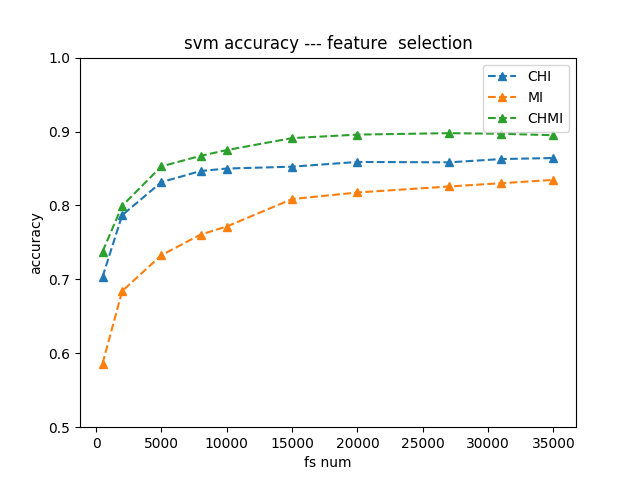 svm accuracy --- feature  selection
CHI
MI
CHMI
1.0
0.9
0.8
0.7
0.6
0.5
accuracy
0 5000 10000 15000 20000 25000 30000 35000
fs num